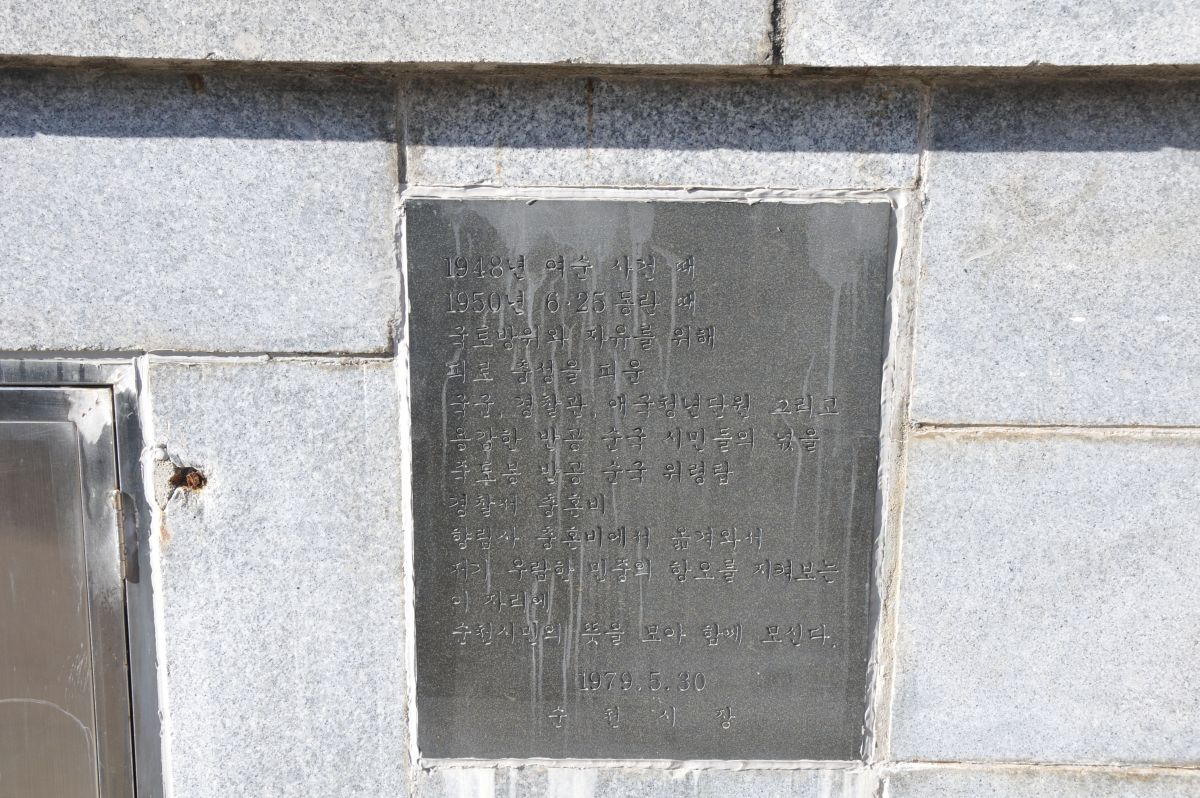 1948년 여순 사건 때
1950년 6·25 동란 때
국토방위와 자유를 위해
피로 충성을 피운
국군, 경찰관, 애국청년단원 그리고
용감한 반공 순국 시민들의 넋을
죽도봉 반공 순국 위령탑
경찰서 충혼비
향림사 충혼비에서 옮겨와서
저기 우람한 민중의 함오를 지켜보는
이 자리에
순천시민의 뜻을 모아 함께 모신다.
1979. 5. 30
순천시장